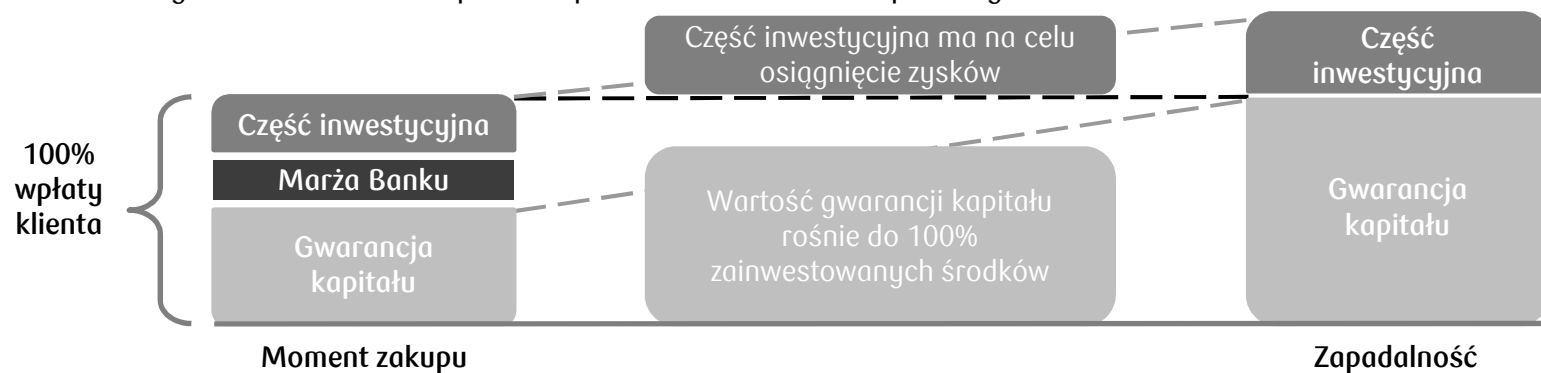 100%
wpłaty
klienta
Część inwestycyjna
Marża Banku
Gwarancja
kapitału
Moment zakupu
Część inwestycyjna ma na celu
osiągnięcie zysków
Wartość gwarancji kapitału
rośnie do 100%
zainwestowanych środków
Część
inwestycyjna
Gwarancja
kapitału
Zapadalność